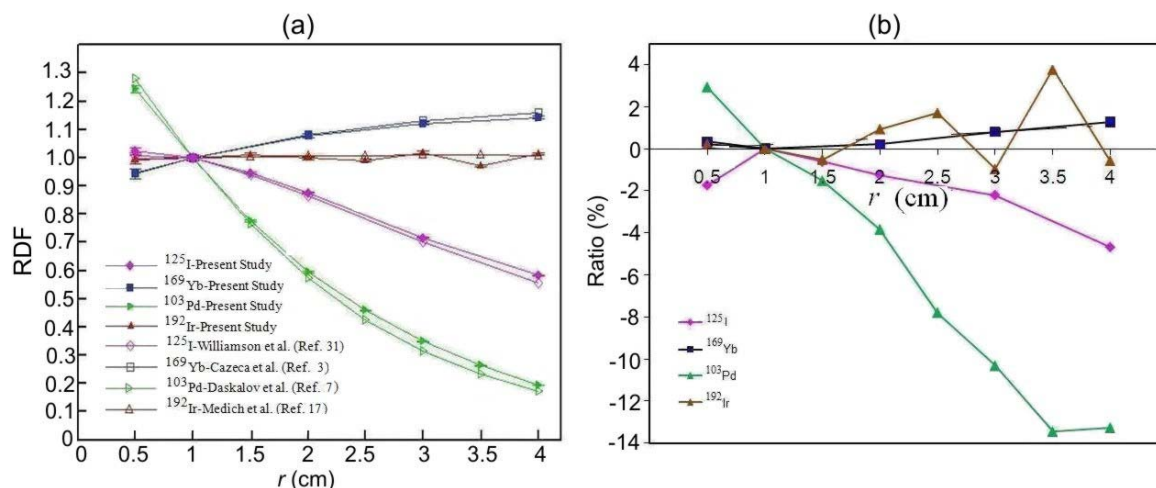 (a)
1.3
1.2
1.1
1.0
0.9
0.8
0.7
0.6
0.5
0.4
0.3
0.2
0.1
0
RDF
125I-Present Study
169Yb-Present Study
103Pd-Present Study
192Ir-Present Study
125I-Williamson et al. (Ref. 31)
169Yb-Cazeca et al. (Ref. 3)
103Pd-Daskalov et al. (Ref. 7)
192Ir-Medich et al. (Ref. 17)
0 0.5 1 1.5 2 2.5 3 3.5 4
r (cm)
(b)
4
2
0
-2
-4
-6
-8
-10
-12
-14
Ratio (%)
0.5 1 1.5 2 2.5 3 3.5 4
r (cm)
125I
169Yb
103Pd
192Ir